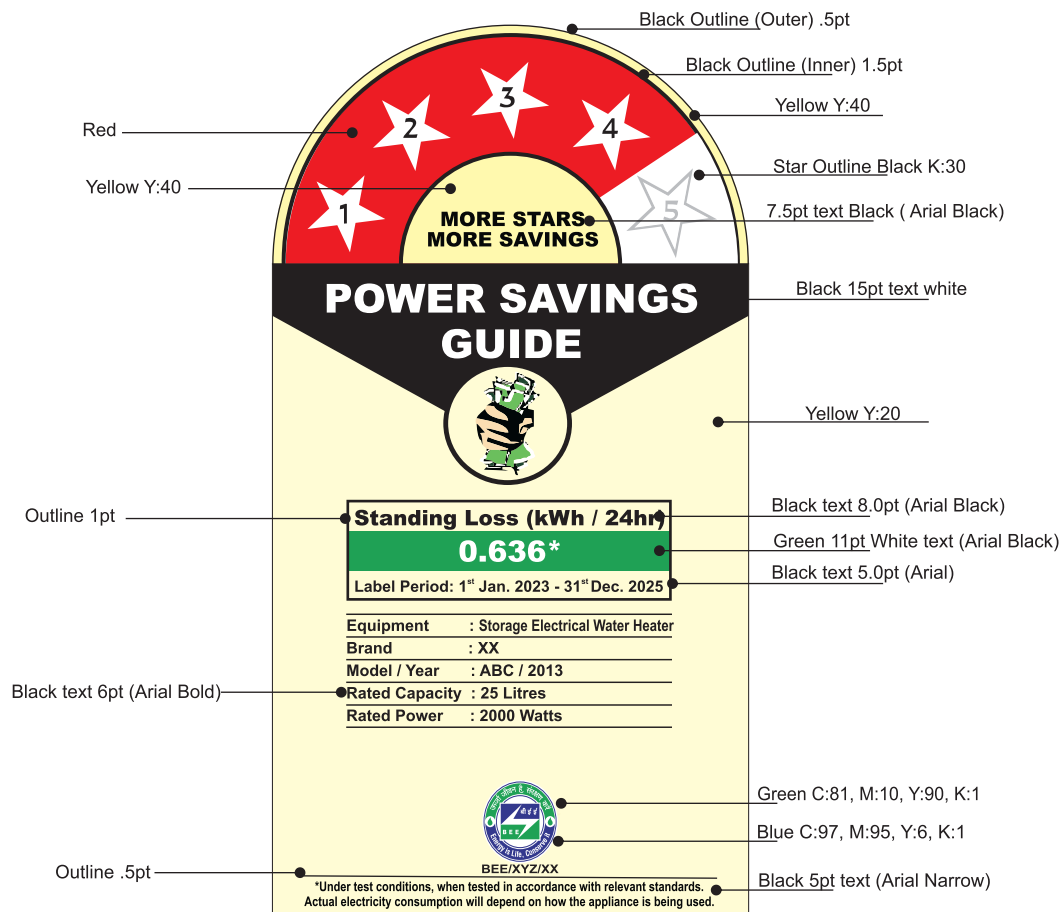 Black Outline (Outer) .5pt
Black Outline (Inner) 1.5pt
Yellow Y:40
Red
Star Outline Black K:30
Yellow Y:40
7.5pt text Black ( Arial Black)
1
2
3
4
5
MORE STARS
MORE SAVINGS
Black 15pt text white
POWER SAVINGS
GUIDE
Yellow Y:20
Outline 1pt
Standing Loss (kWh / 24hr)
Black text 8.0pt (Arial Black)
0.636*
Green 11pt White text (Arial Black)
Label Period: 1st Jan. 2023 - 31st Dec. 2025
Black text 5.0pt (Arial)
Equipment : Storage Electrical Water Heater
Brand : XX
Model / Year : ABC / 2013
Black text 6pt (Arial Bold)
Rated Capacity : 25 Litres
Rated Power : 2000 Watts
Green C:81, M:10, Y:90, K:1
Blue C:97, M:95, Y:6, K:1
बी ई ई
BEE
Energy is Life, Conserve it
BEE/XYZ/XX
Outline .5pt
*Under test conditions, when tested in accordance with relevant standards.
Actual electricity consumption will depend on how the appliance is being used.
Black 5pt text (Arial Narrow)